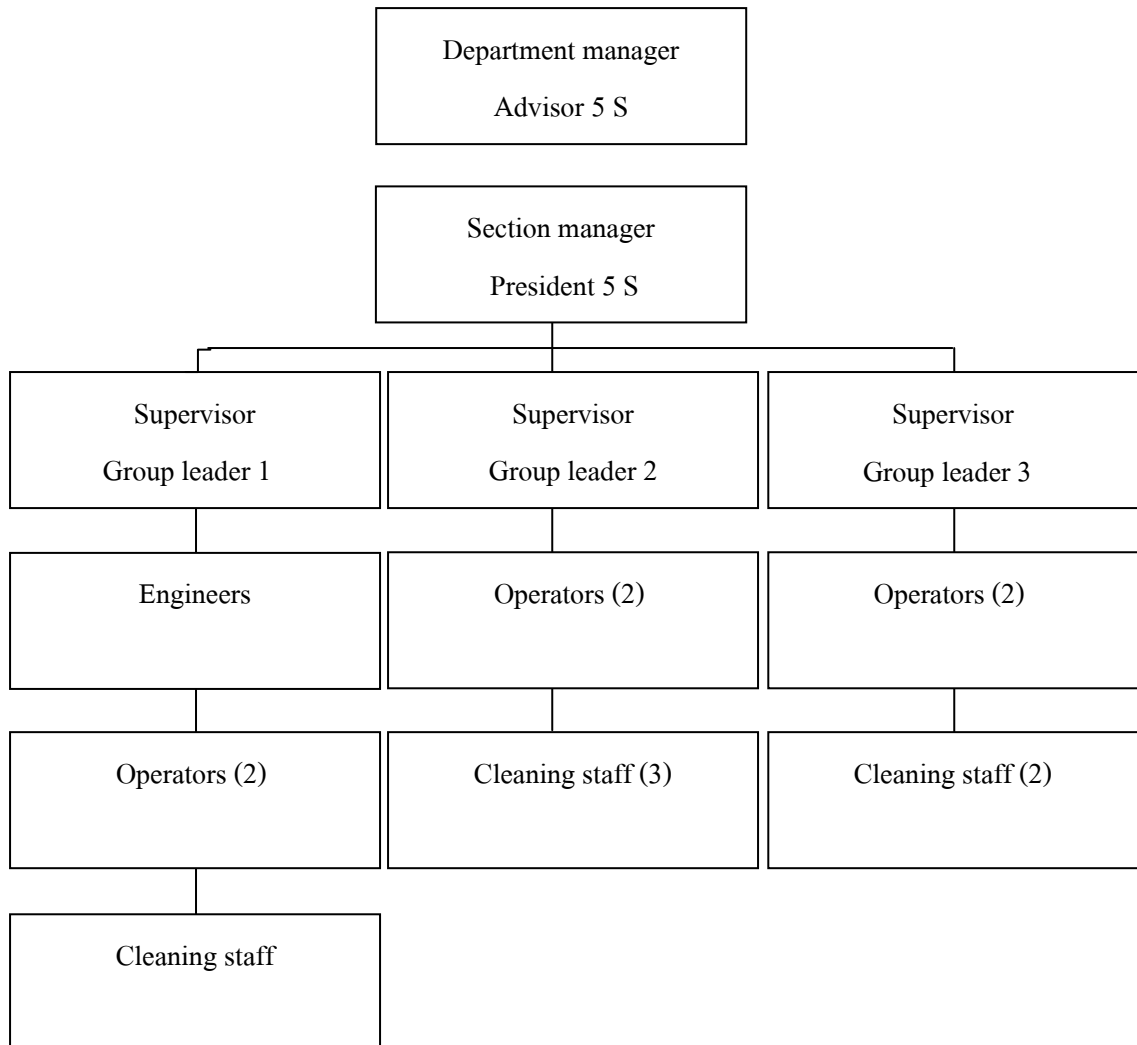 Department manager
Advisor 5 S
Section manager
President 5 S
Supervisor
Group leader 1
Supervisor
Group leader 2
Supervisor
Group leader 3
Engineers
Operators (2)
Operators (2)
Operators (2)
Cleaning staff (3)
Cleaning staff (2)
Cleaning staff